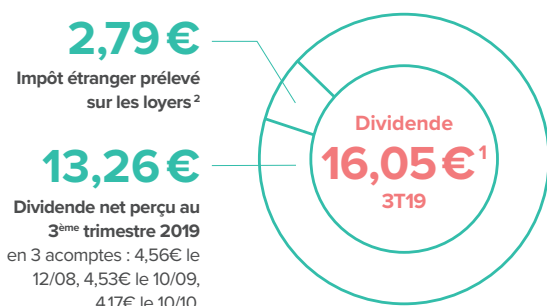 2,79 €
Impôt étranger prélevé
sur les loyers ²
13,26 €
Dividende net perçu au
3ème trimestre 2019
en 3 acomptes : 4,56€ le
12/08, 4,53€ le 10/09,
4,17€ le 10/10.
Dividende
16,05 € ¹
3T19